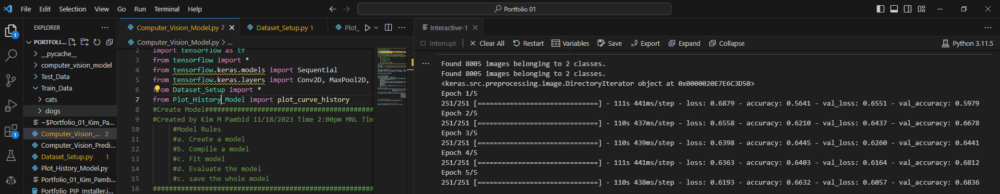 File Edit Selection View Go Run Terminal Help
Portfolio 01
EXPLORER
PORTFOLI...
__pycache__
computer_vision_model
Test_Data
Train_Data
cats
dogs
~$Portfolio_01_Kim_Pa...
Computer_Vision_... 2
Computer_Vision_Predi...
Dataset_Setup.py 1
Plot_History_Model.py
Portfolio_01_Kim_Pamb...
Portfolio_PIP_Installer.i...
1
1
Computer_Vision_Model.py 2
Dataset_Setup.py 1
Plot_
Computer_Vision_Model.py > ...
2 import tensorflow as tf
3 from tensorflow import *
4 from tensorflow.keras.models import Sequential
5 from tensorflow.keras.layers import Conv2D, MaxPool2D,
6 from Dataset_Setup import *
7 from Plot_History_Model import plot_curve_history
8 #Create Model##########################################
9 #Created by Kim M Pambid 11/18/2023 Time 2:00pm MNL Tim
10 #Model Rules
11 #a. Create a model
12 #b. Compile a model
13 #c. Fit model
14 #d. Evaluate the model
15 #c. save the whole model
16 #######################################################
Interactive-1
Interrupt Clear All Restart Variables Save Export Expand Collapse Python 3.11.5
Found 8005 images belonging to 2 classes.
Found 8005 images belonging to 2 classes.
<keras.src.preprocessing.image.DirectoryIterator object at 0x0000020E7E6C3D50>
Epoch 1/5
251/251 [==============================] - 111s 441ms/step - loss: 0.6879 - accuracy: 0.5641 - val_loss: 0.6551 - val_accuracy: 0.5979
Epoch 2/5
251/251 [==============================] - 110s 437ms/step - loss: 0.6558 - accuracy: 0.6210 - val_loss: 0.6437 - val_accuracy: 0.6678
Epoch 3/5
251/251 [==============================] - 110s 439ms/step - loss: 0.6398 - accuracy: 0.6445 - val_loss: 0.6260 - val_accuracy: 0.6441
Epoch 4/5
251/251 [==============================] - 111s 441ms/step - loss: 0.6363 - accuracy: 0.6403 - val_loss: 0.6164 - val_accuracy: 0.6812
Epoch 5/5
251/251 [==============================] - 110s 438ms/step - loss: 0.6193 - accuracy: 0.6632 - val_loss: 0.6057 - val_accuracy: 0.6836